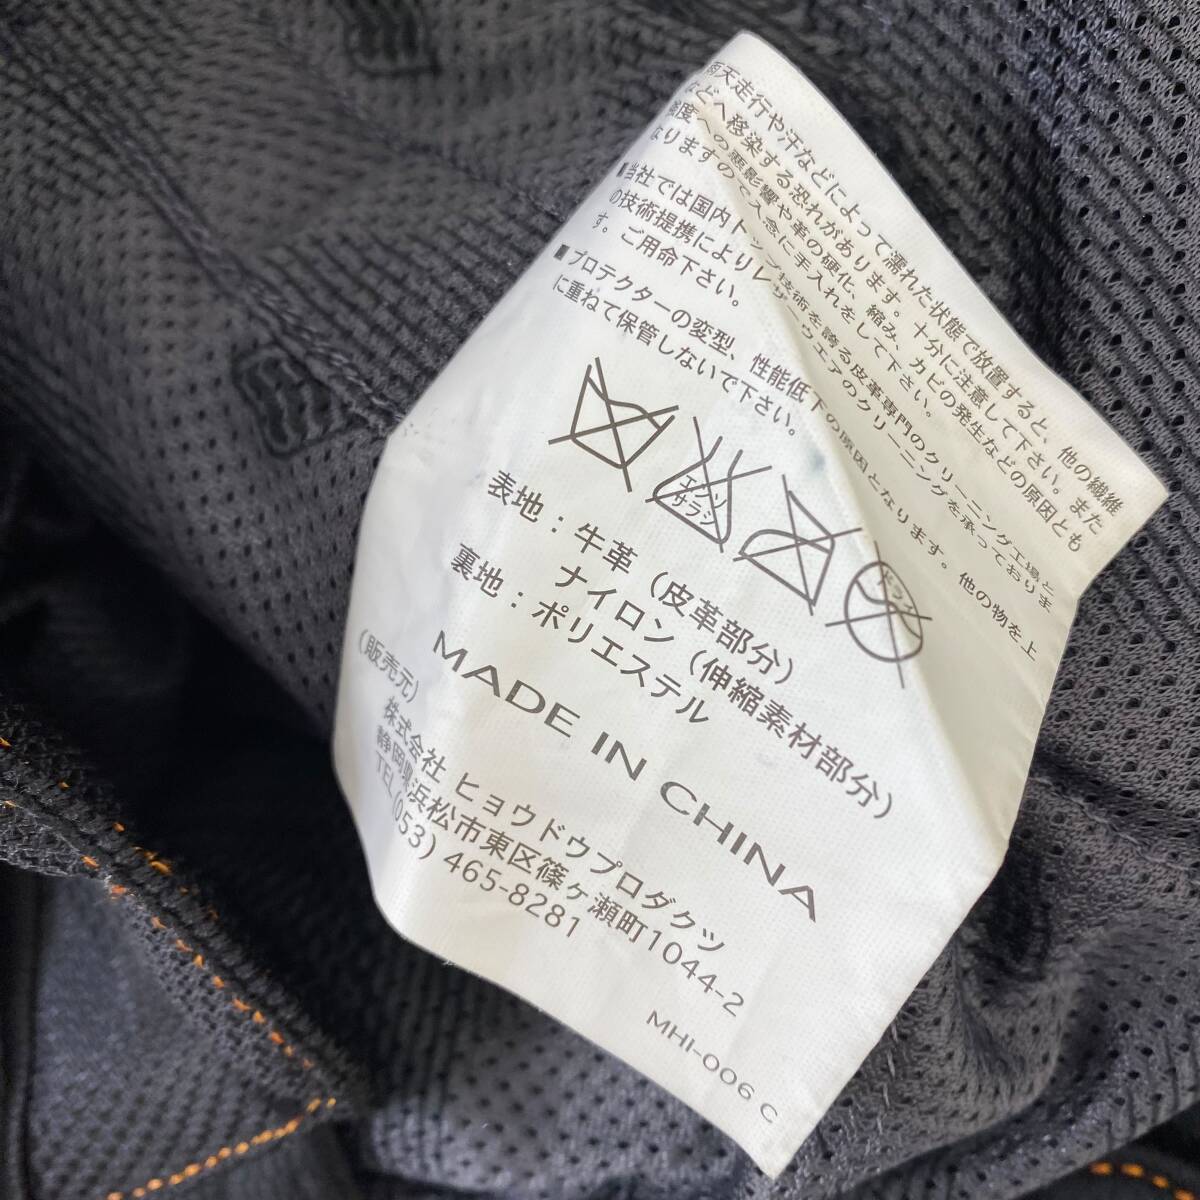 雨天走行や汗などによって濡れた状態で放置すると、他の繊維
などへ移染する恐れがあります。十分に注意して下さい。また
過度への悪影響や革の硬化、縮み、カビの発生などの原因とも
なりますので入念に手入れをして下さい。
■当社では国内トップ技術を誇る皮革専門のクリーニング工場と
の技術提携によりレザーウエアのクリーニングを承っておりま
す。ご用命下さい。
■プロテクターの変型、性能低下の原因となります。他の物を上
に重ねて保管しないで下さい。
エンソ
サラシ
ドライ
表地：牛革（皮革部分）
ナイロン（伸縮素材部分）
裏地：ポリエステル
MADE IN CHINA
(販売元)
株式会社 ヒョウドウプロダクツ
静岡県浜松市東区篠ヶ瀬町1044-2
TEL (053) 465-8281
MHI-006 C